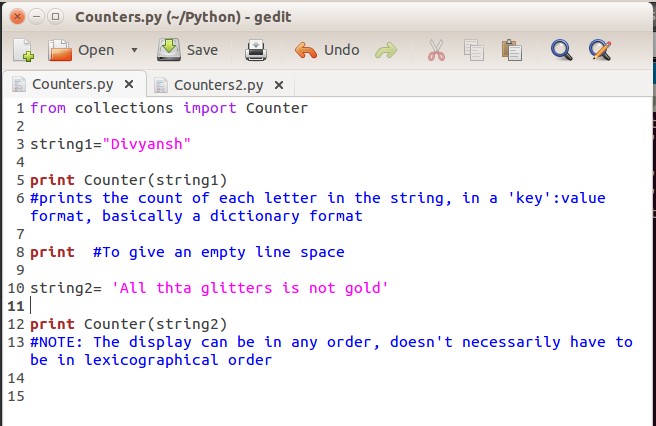 Counters.py (~/Python) - gedit
Open Save Undo
Counters.py × Counters2.py ×
1 from collections import Counter
2
3 string1="Divyansh"
4
5 print Counter(string1)
6 #prints the count of each letter in the string, in a 'key':value
format, basically a dictionary format
7
8 print  #To give an empty line space
9
10 string2= 'All thta glitters is not gold'
11
12 print Counter(string2)
13 #NOTE: The display can be in any order, doesn't necessarily have to
be in lexicographical order
14
15